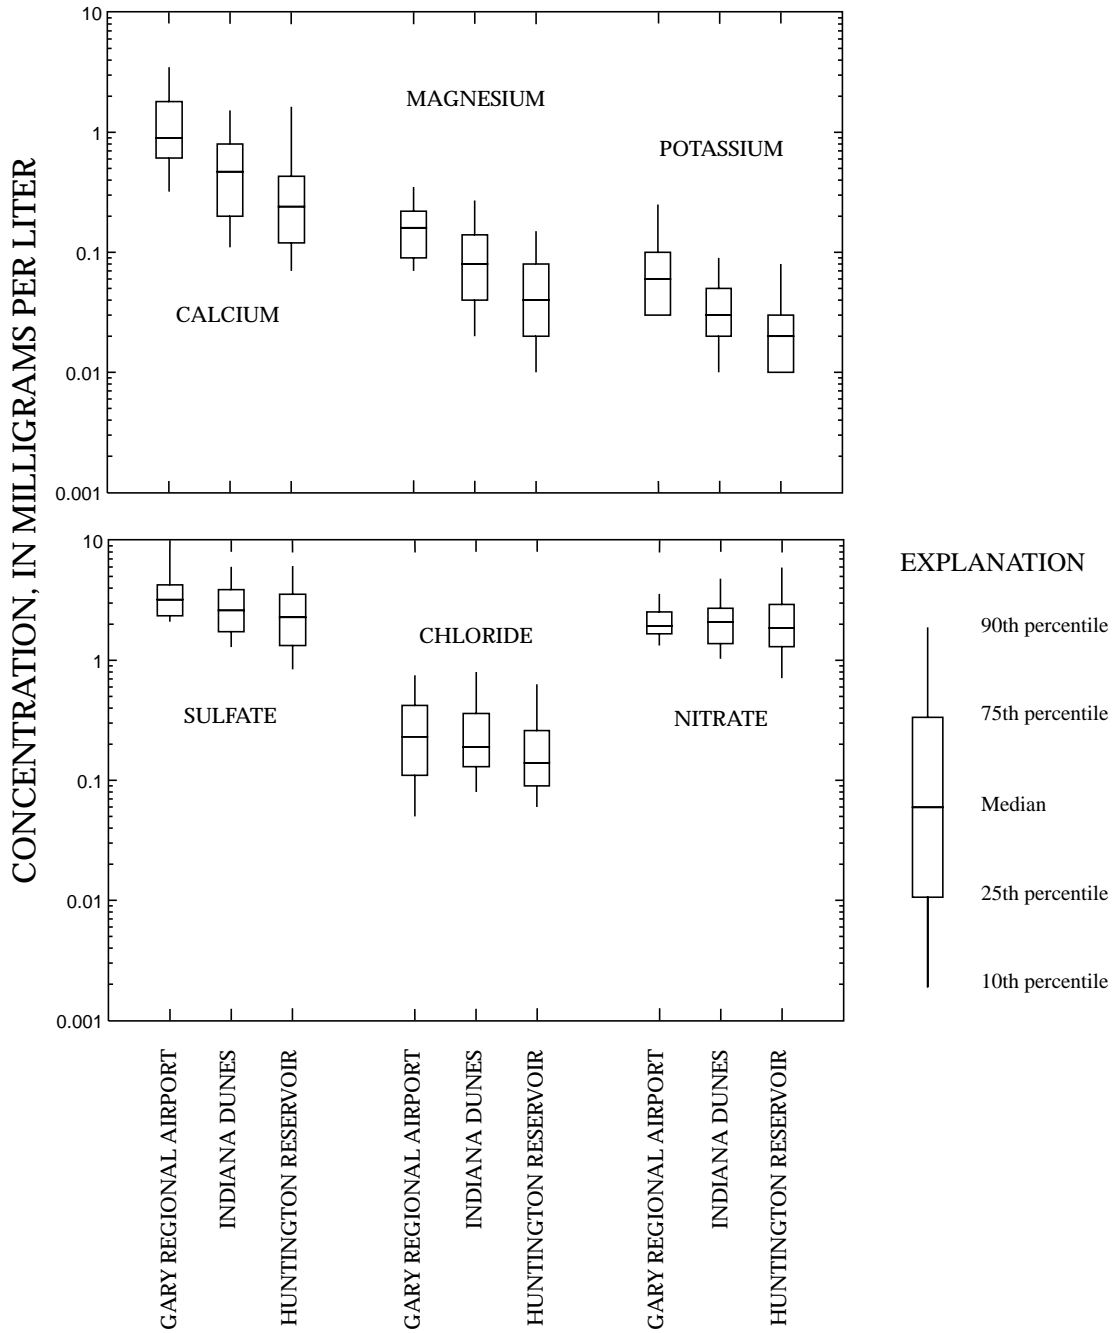 CONCENTRATION, IN MILLIGRAMS PER LITER
10
1
0.1
0.01
0.001
MAGNESIUM
POTASSIUM
CALCIUM
10
1
0.1
0.01
0.001
CHLORIDE
SULFATE
NITRATE
GARY REGIONAL AIRPORT
INDIANA DUNES
HUNTINGTON RESERVOIR
GARY REGIONAL AIRPORT
INDIANA DUNES
HUNTINGTON RESERVOIR
GARY REGIONAL AIRPORT
INDIANA DUNES
HUNTINGTON RESERVOIR
EXPLANATION
90th percentile
75th percentile
Median
25th percentile
10th percentile